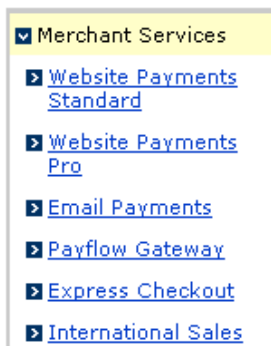 Merchant Services
Website Payments
Standard
Website Payments
Pro
Email Payments
Payflow Gateway
Express Checkout
International Sales